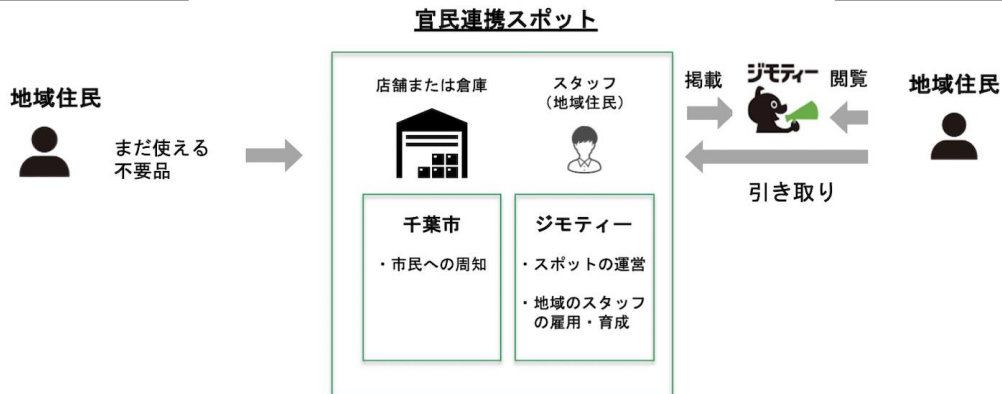 官民連携スポット
地域住民
まだ使える
不要品
店舗または倉庫
スタッフ
(地域住民)
千葉市
・市民への周知
ジモティー
・スポットの運営
・地域のスタッフ
の雇用・育成
掲載
ジモティー
閲覧
引き取り
地域住民